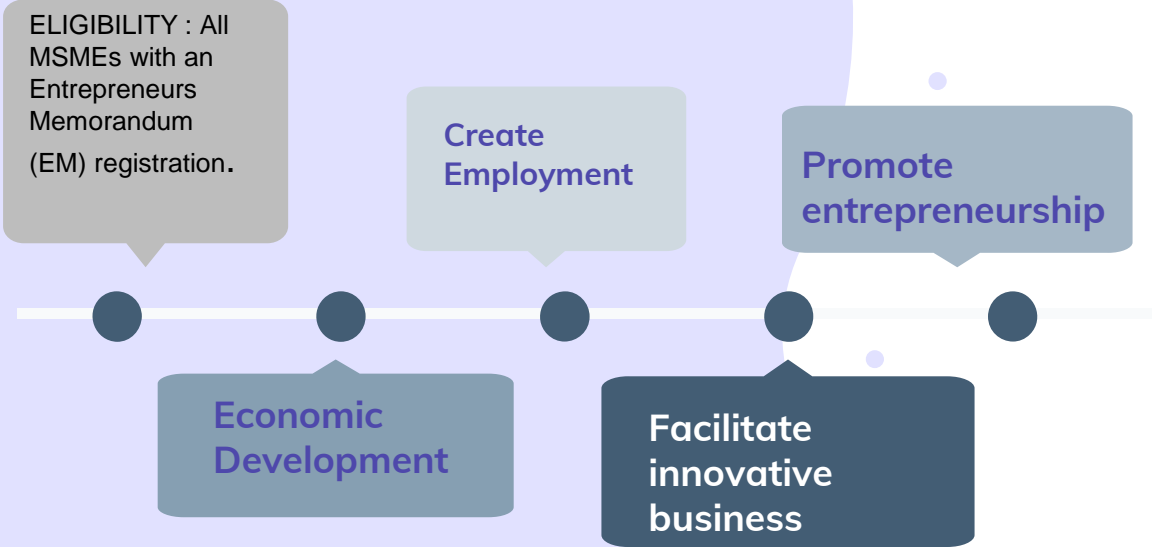 ELIGIBILITY : All
MSMEs with an
Entrepreneurs
Memorandum
(EM) registration.
Economic
Development
Create
Employment
Facilitate
innovative
business
Promote
entrepreneurship